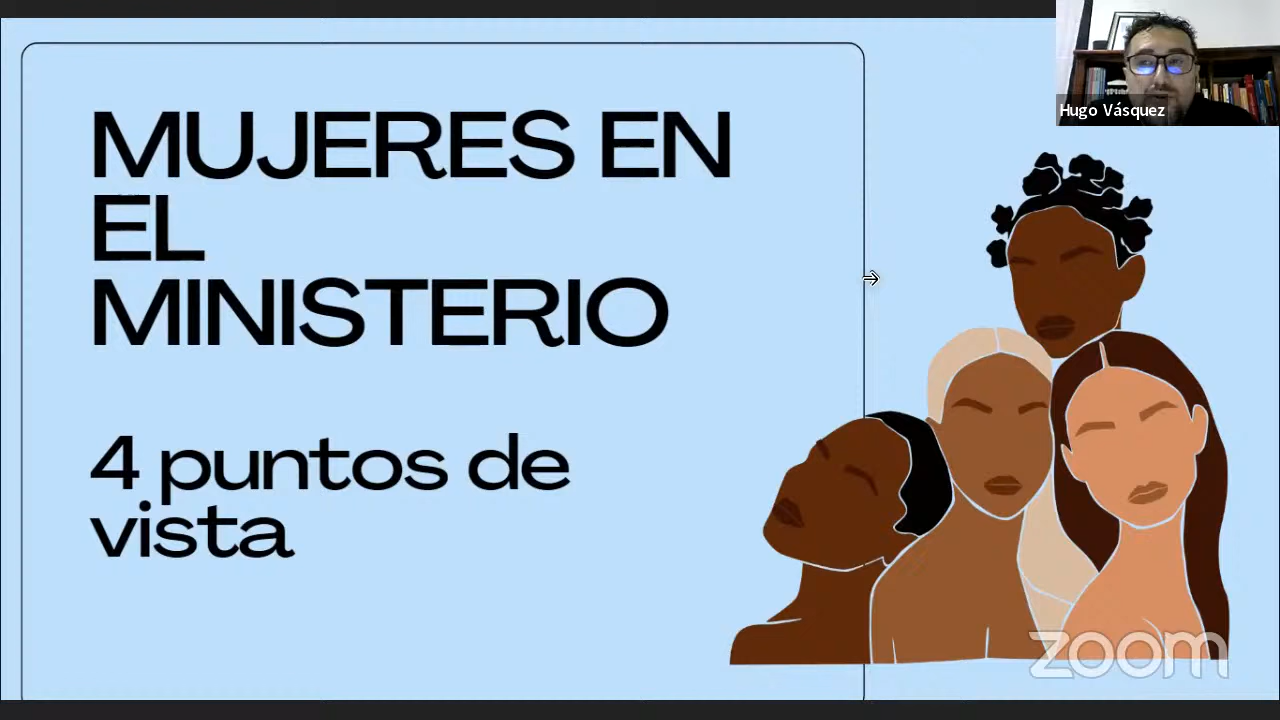 MUJERES EN
EL
MINISTERIO
4 puntos de
vista
Hugo Vásquez
zoom